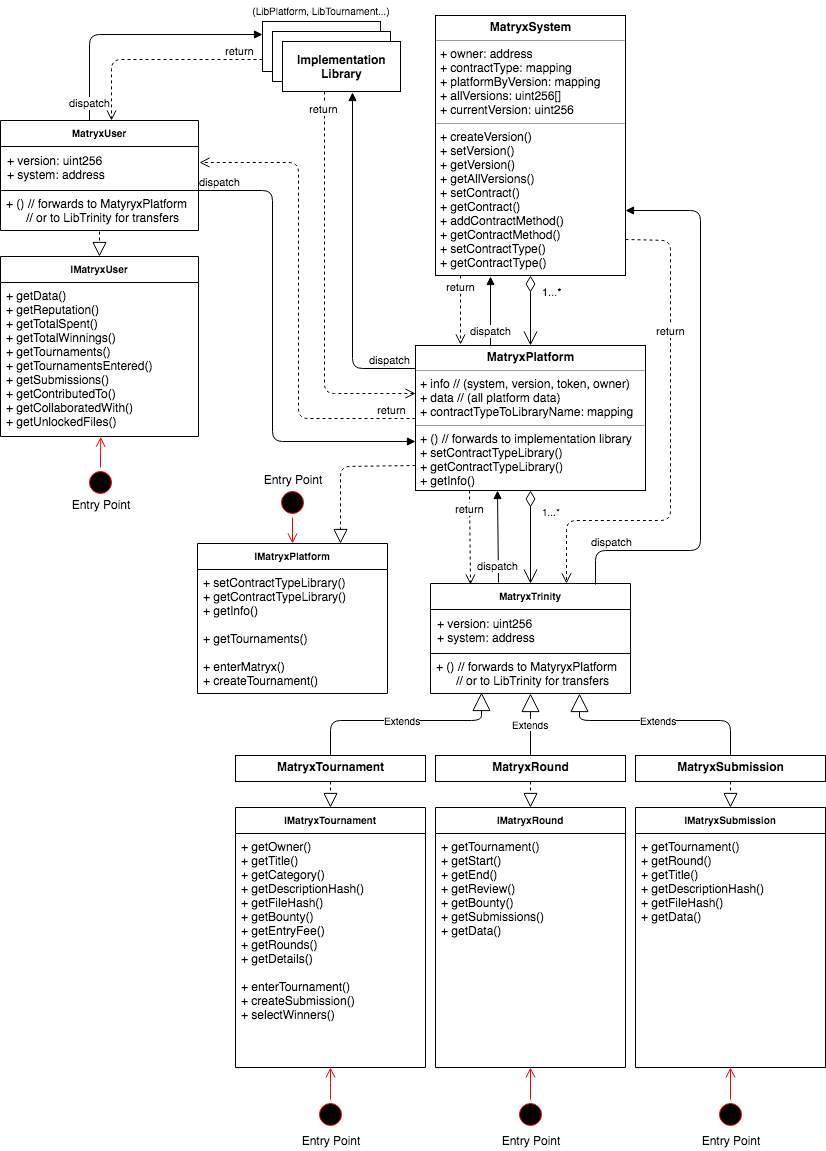 (LibPlatform, LibTournament...)
Implementation
Library
return
dispatch
return
MatryxSystem
+ owner: address
+ contractType: mapping
+ platformByVersion: mapping
+ allVersions: uint256[]
+ currentVersion: uint256
+ createVersion()
+ setVersion()
+ getVersion()
+ getAllVersions()
+ setContract()
+ getContract()
+ addContractMethod()
+ getContractMethod()
+ setContractType()
+ getContractType()
MatryxUser
+ version: uint256
+ system: address
+ () // forwards to MatyryxPlatform
// or to LibTrinity for transfers
dispatch
IMatryxUser
+ getData()
+ getReputation()
+ getTotalSpent()
+ getTotalWinnings()
+ getTournaments()
+ getTournamentsEntered()
+ getSubmissions()
+ getContributedTo()
+ getCollaboratedWith()
+ getUnlockedFiles()
Entry Point
return
1...*
dispatch
return
dispatch
return
MatryxPlatform
+ info // (system, version, token, owner)
+ data // (all platform data)
+ contractTypeToLibraryName: mapping
+ () // forwards to implementation library
+ setContractTypeLibrary()
+ getContractTypeLibrary()
+ getInfo()
Entry Point
IMatryxPlatform
+ setContractTypeLibrary()
+ getContractTypeLibrary()
+ getInfo()
+ getTournaments()
+ enterMatryx()
+ createTournament()
return
1...*
dispatch
dispatch
MatryxTrinity
+ version: uint256
+ system: address
+ () // forwards to MatyryxPlatform
// or to LibTrinity for transfers
Extends
Extends
Extends
MatryxTournament
IMatryxTournament
+ getOwner()
+ getTitle()
+ getCategory()
+ getDescriptionHash()
+ getFileHash()
+ getBounty()
+ getEntryFee()
+ getRounds()
+ getDetails()
+ enterTournament()
+ createSubmission()
+ selectWinners()
Entry Point
MatryxRound
IMatryxRound
+ getTournament()
+ getStart()
+ getEnd()
+ getReview()
+ getBounty()
+ getSubmissions()
+ getData()
Entry Point
MatryxSubmission
IMatryxSubmission
+ getTournament()
+ getRound()
+ getTitle()
+ getDescriptionHash()
+ getFileHash()
+ getData()
Entry Point